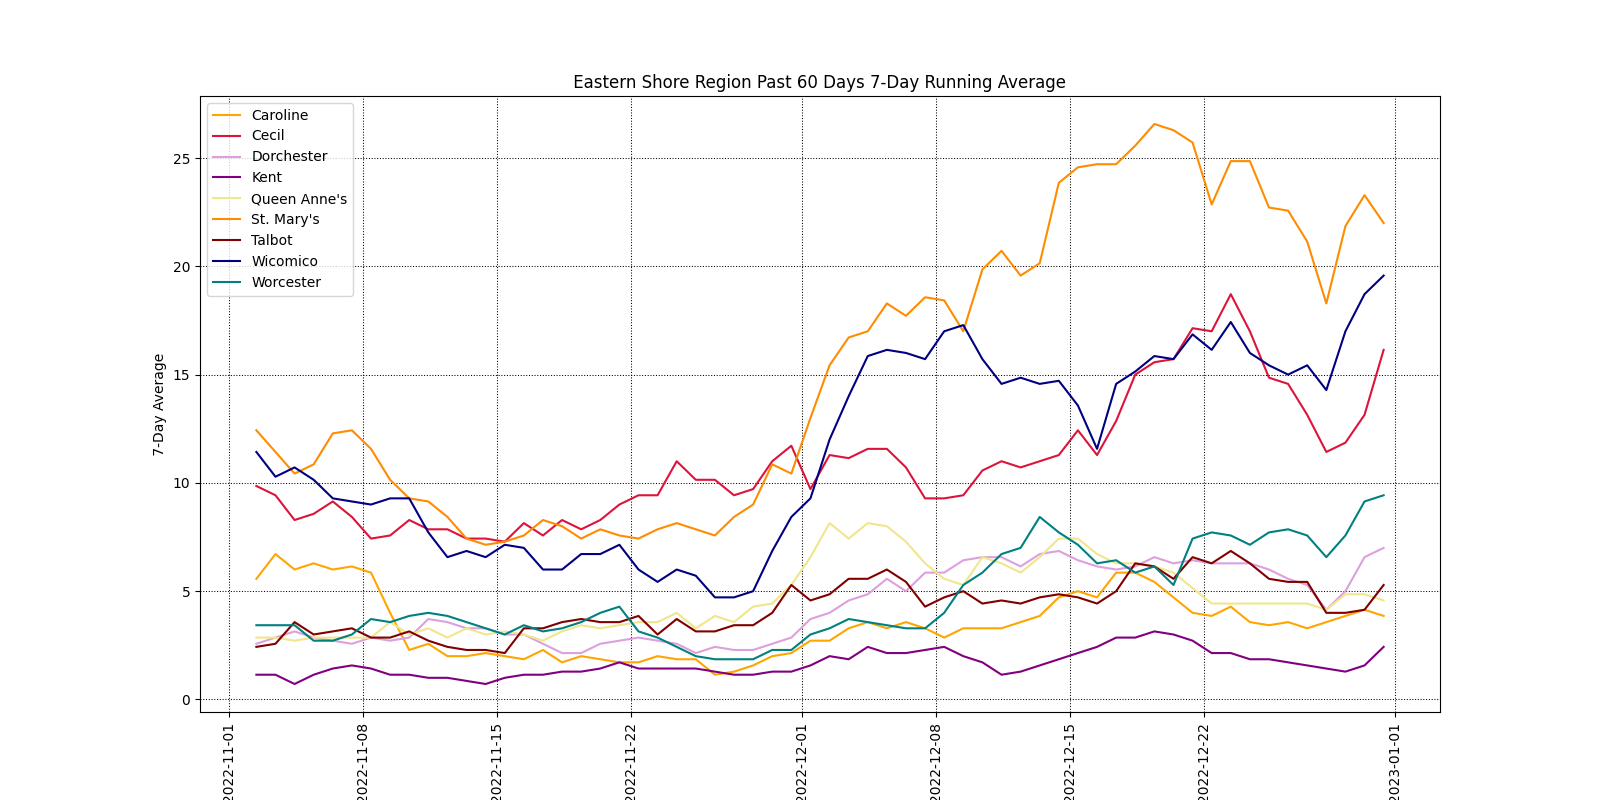 Eastern Shore Region Past 60 Days 7-Day Running Average
Caroline
Cecil
Dorchester
Kent
Queen Anne's
St. Mary's
Talbot
Wicomico
Worcester
25
20
15
10
5
0
7-Day Average
2022-11-01
2022-11-08
2022-11-15
2022-11-22
2022-12-01
2022-12-08
2022-12-15
2022-12-22
2023-01-01